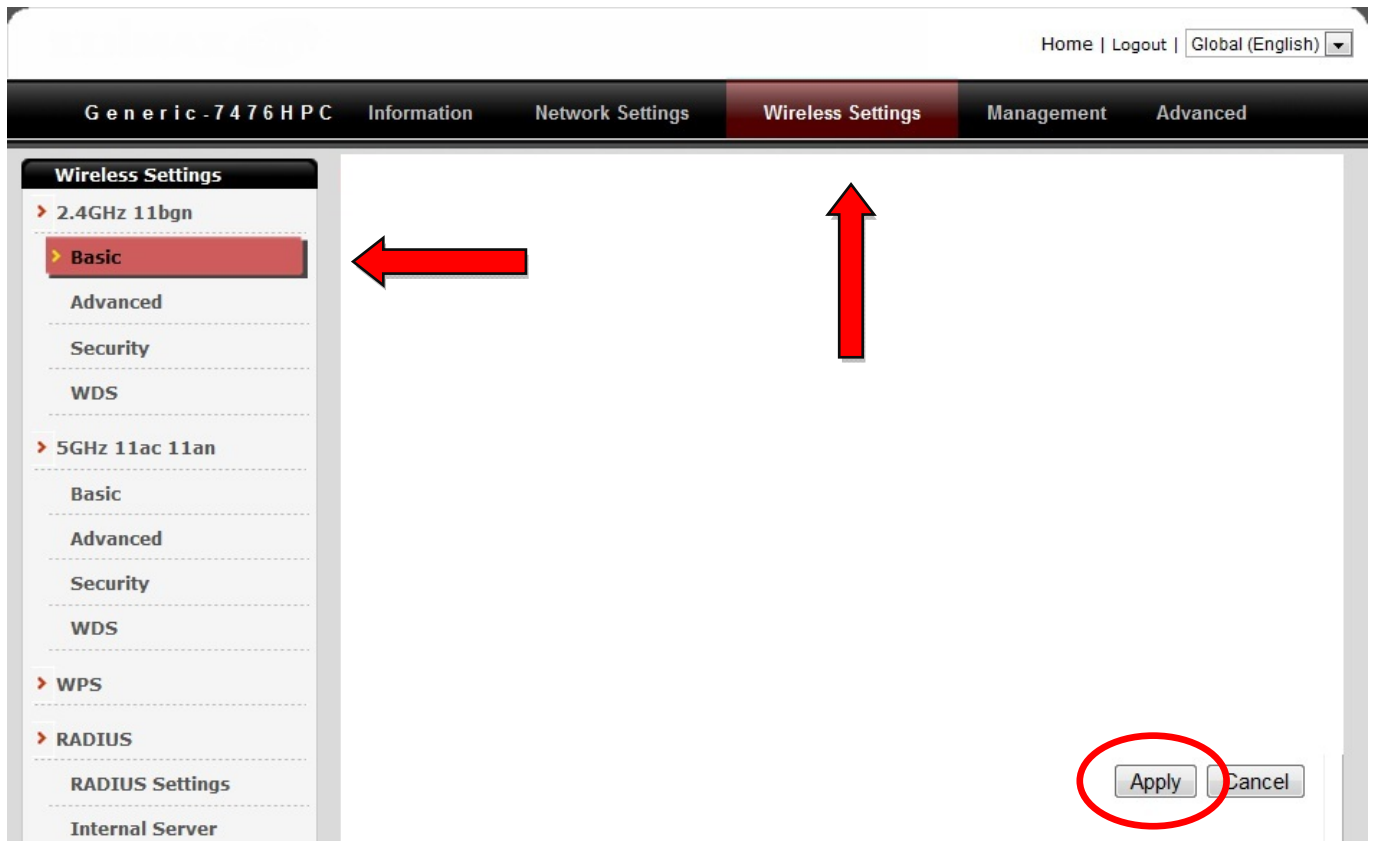 Home | Logout | Global (English)
Generic-7476HPC Information Network Settings Wireless Settings Management Advanced
Wireless Settings
2.4GHz 11bgn
Basic
Advanced
Security
WDS
5GHz 11ac 11an
Basic
Advanced
Security
WDS
WPS
RADIUS
RADIUS Settings
Apply Cancel
Internal Server